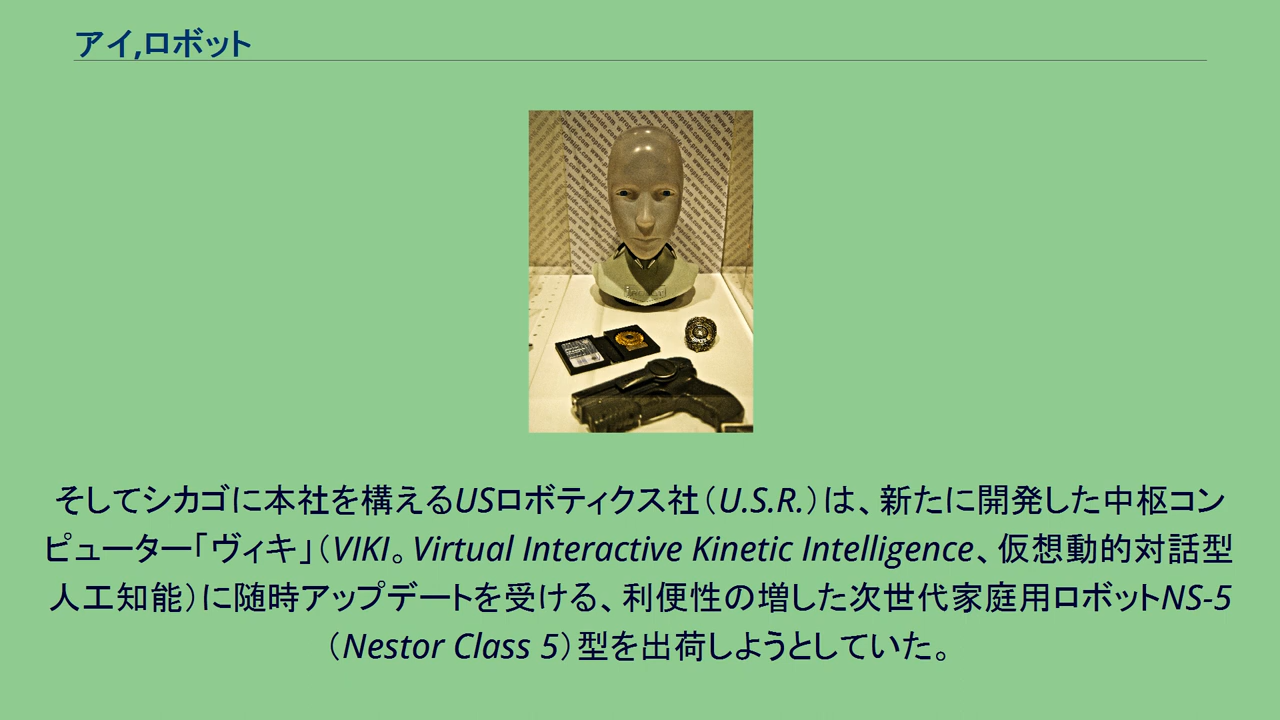 アイ,ロボット
www.propside.com
そしてシカゴに本社を構えるUSロボティクス社（U.S.R.）は、新たに開発した中枢コン
ピューター「ヴィキ」（VIKI。Virtual Interactive Kinetic Intelligence、仮想動的対話型
人工知能）に随時アップデートを受ける、利便性の増した次世代家庭用ロボットNS-5
（Nestor Class 5）型を出荷しようとしていた。